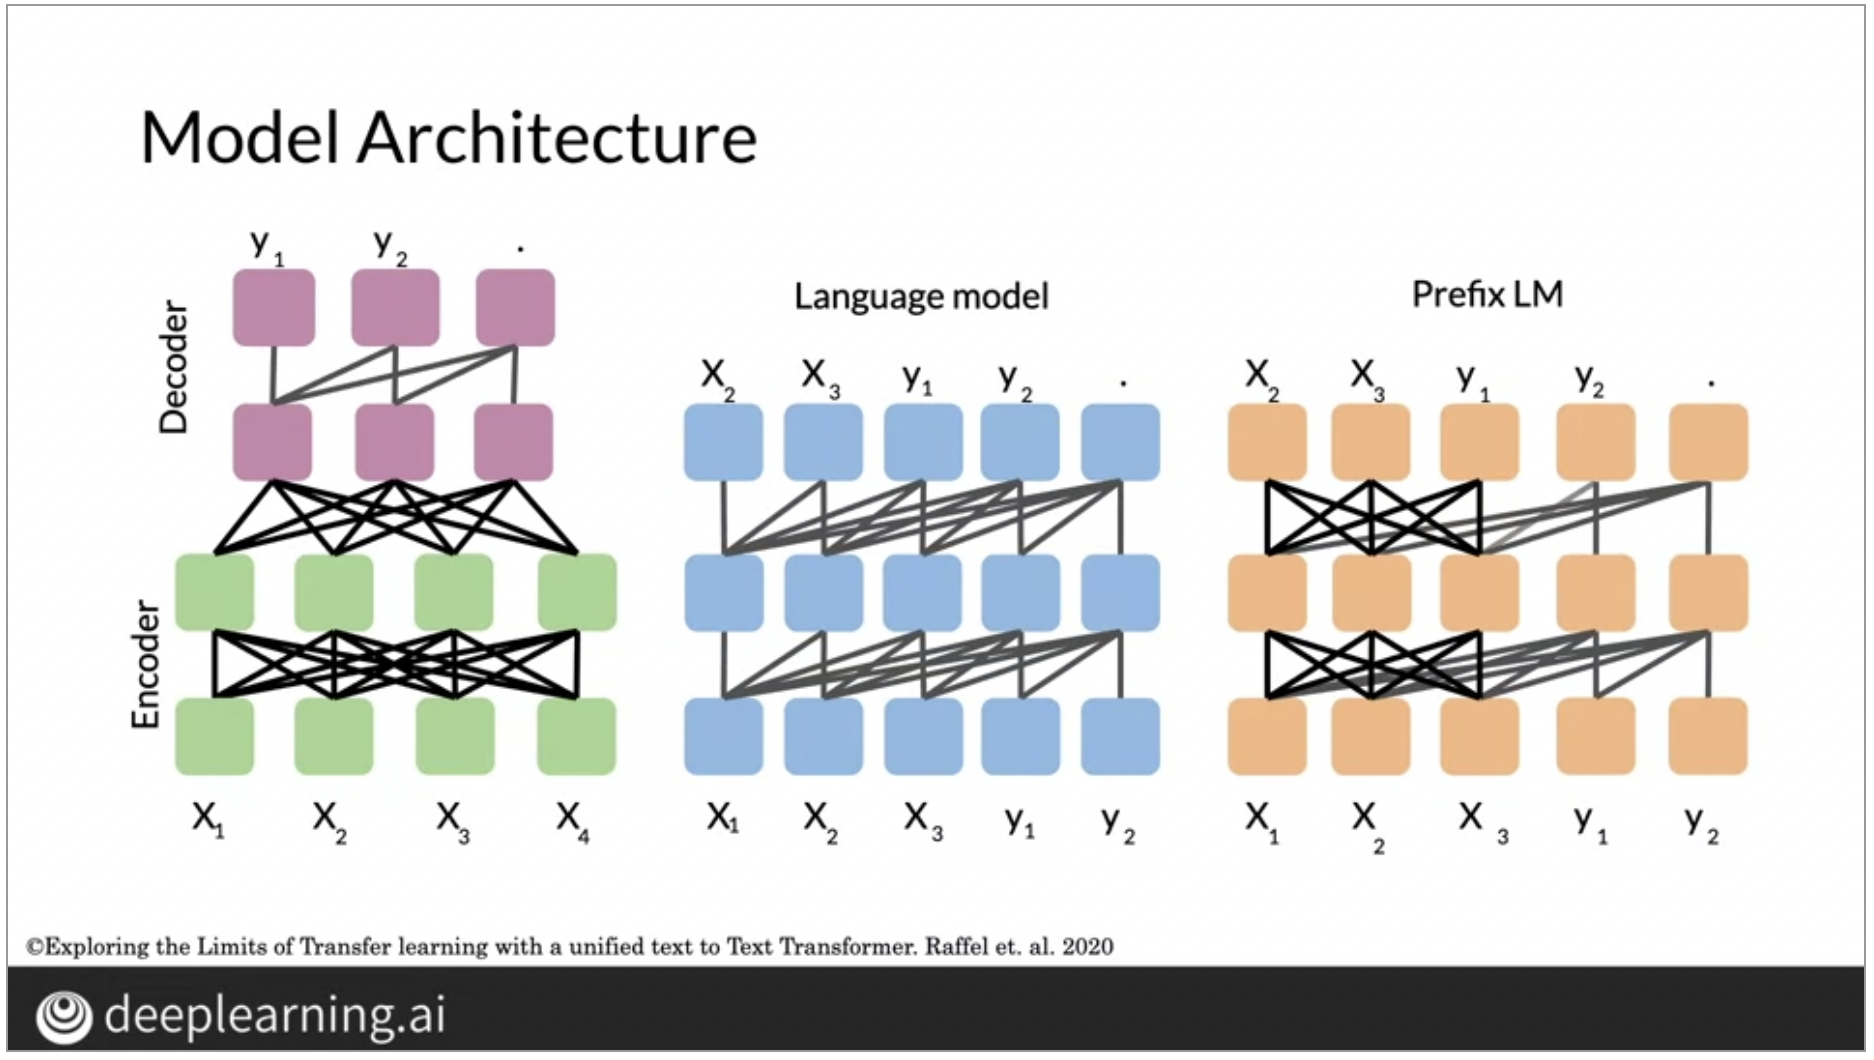 Model Architecture
y1 y2 .
Decoder
Encoder
X1 X2 X3 X4
Language model
X2 X3 y1 y2 .
X1 X2 X3 y1 y2
Prefix LM
X2 X3 y1 y2 .
X1 X2 X3 y1 y2
©Exploring the Limits of Transfer learning with a unified text to Text Transformer. Raffel et. al. 2020
deeplearning.ai